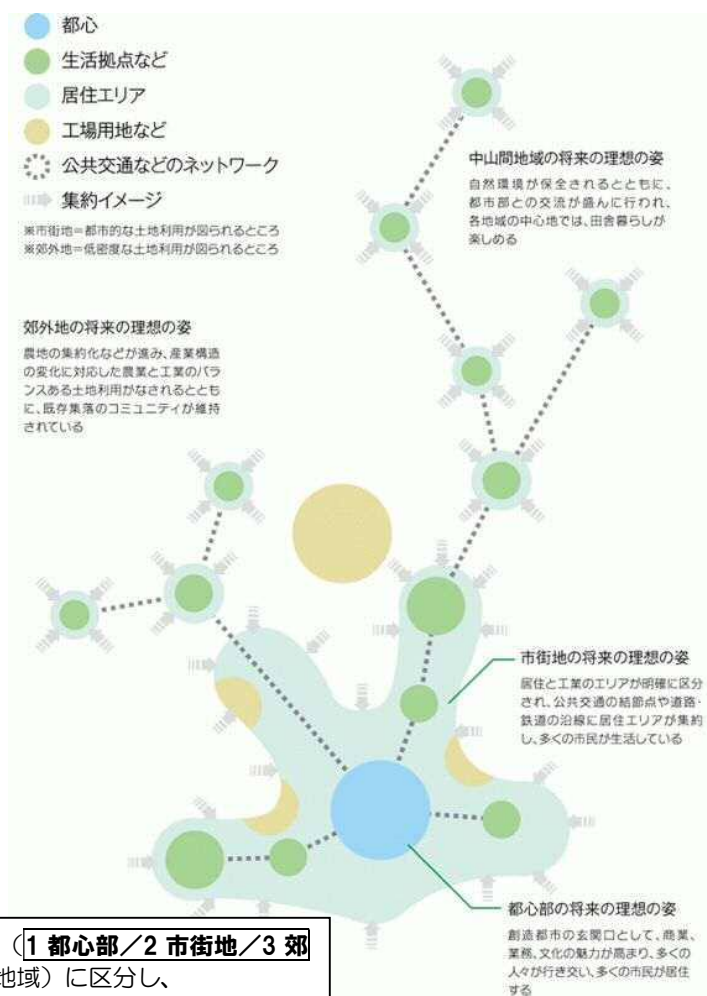 都心
生活拠点など
居住エリア
工場用地など
公共交通などのネットワーク
集約イメージ
※市街地=都市的な土地利用が図られるところ
※郊外地=低密度な土地利用が図られるところ
中山間地域の将来の理想の姿
自然環境が保全されるとともに、
都市部との交流が盛んに行われ、
各地域の中心地では、田舎暮らしが
楽しめる
郊外地の将来の理想の姿
農地の集約化などが進み、産業構造
の変化に対応した農業と工業のバラ
ンスある土地利用がなされるととも
に、既存集落のコミュニティが維持
されている
市街地の将来の理想の姿
居住と工業のエリアが明確に区分
され、公共交通の結節点や道路・
鉄道の沿線に居住エリアが集約
し、多くの市民が生活している
都心部の将来の理想の姿
創造都市の玄関口として、商業、
業務、文化の魅力が高まり、多くの
人々が行き交い、多くの市民が居住
する
(1 都心部/2 市街地/3 郊
地域)に区分し、